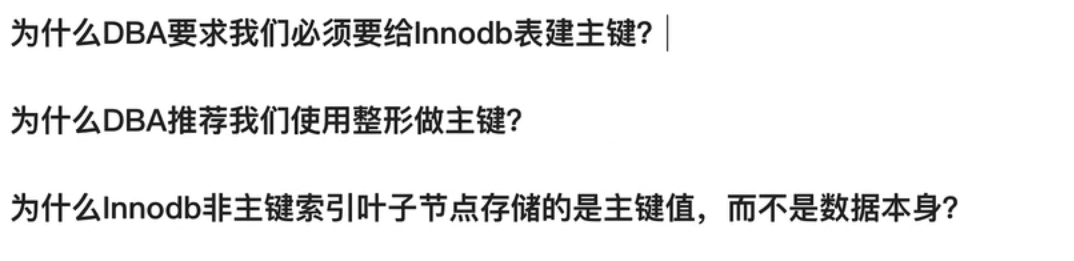 为什么DBA要求我们必须要给Innodb表建主键?
为什么DBA推荐我们使用整形做主键?
为什么Innodb非主键索引叶子节点存储的是主键值，而不是数据本身?